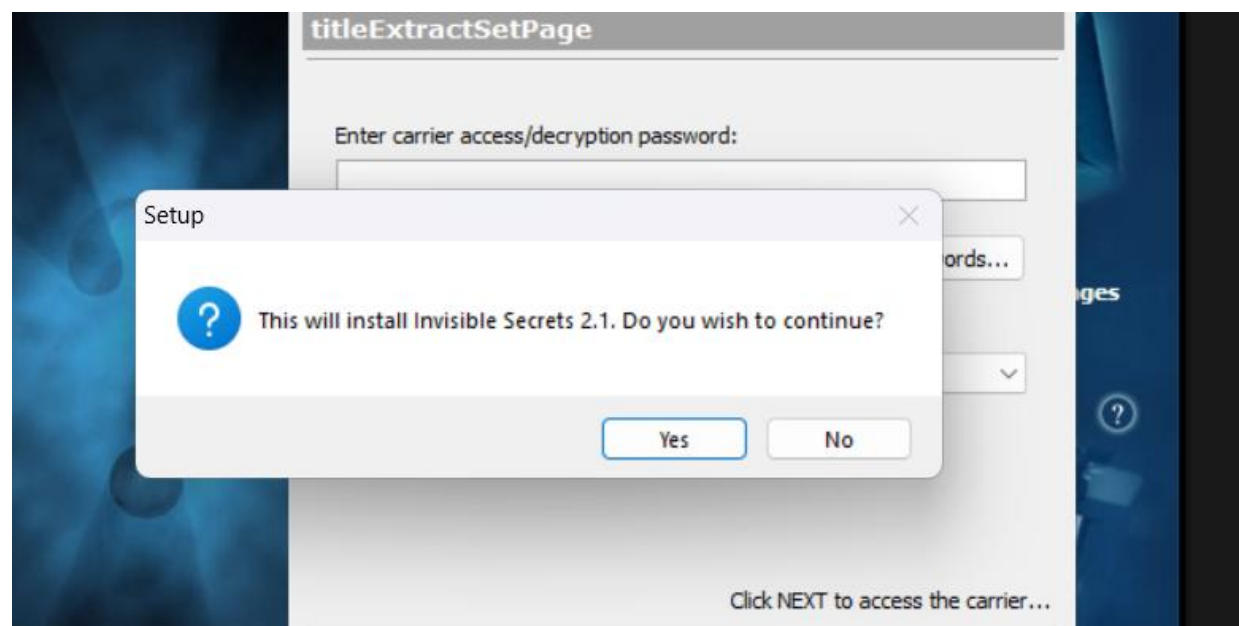 titleExtractSetPage
Enter carrier access/decryption password:
Setup
ords...
ges
This will install Invisible Secrets 2.1. Do you wish to continue?
?
Yes
No
Click NEXT to access the carrier...